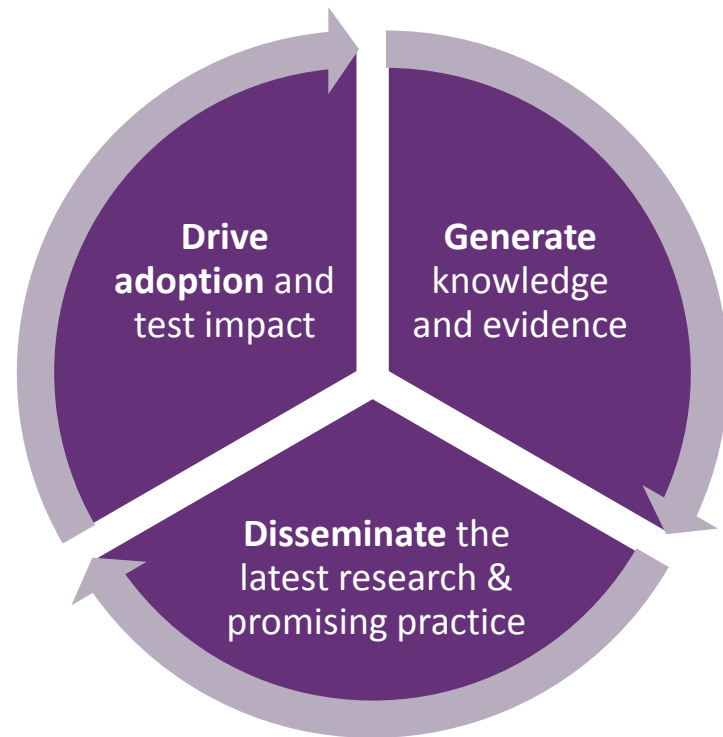 Drive
adoption and
test impact
Generate
knowledge
and evidence
Disseminate the
latest research &
promising practice